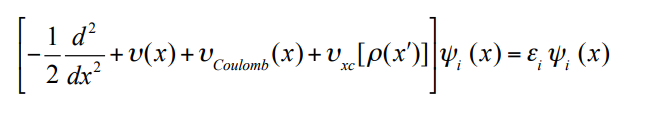 [-1/2 d²/dx² + υ(x) + υ_Coulomb(x) + υ_xc[ρ(x′)]] ψ_i (x) = ε_i ψ_i (x)